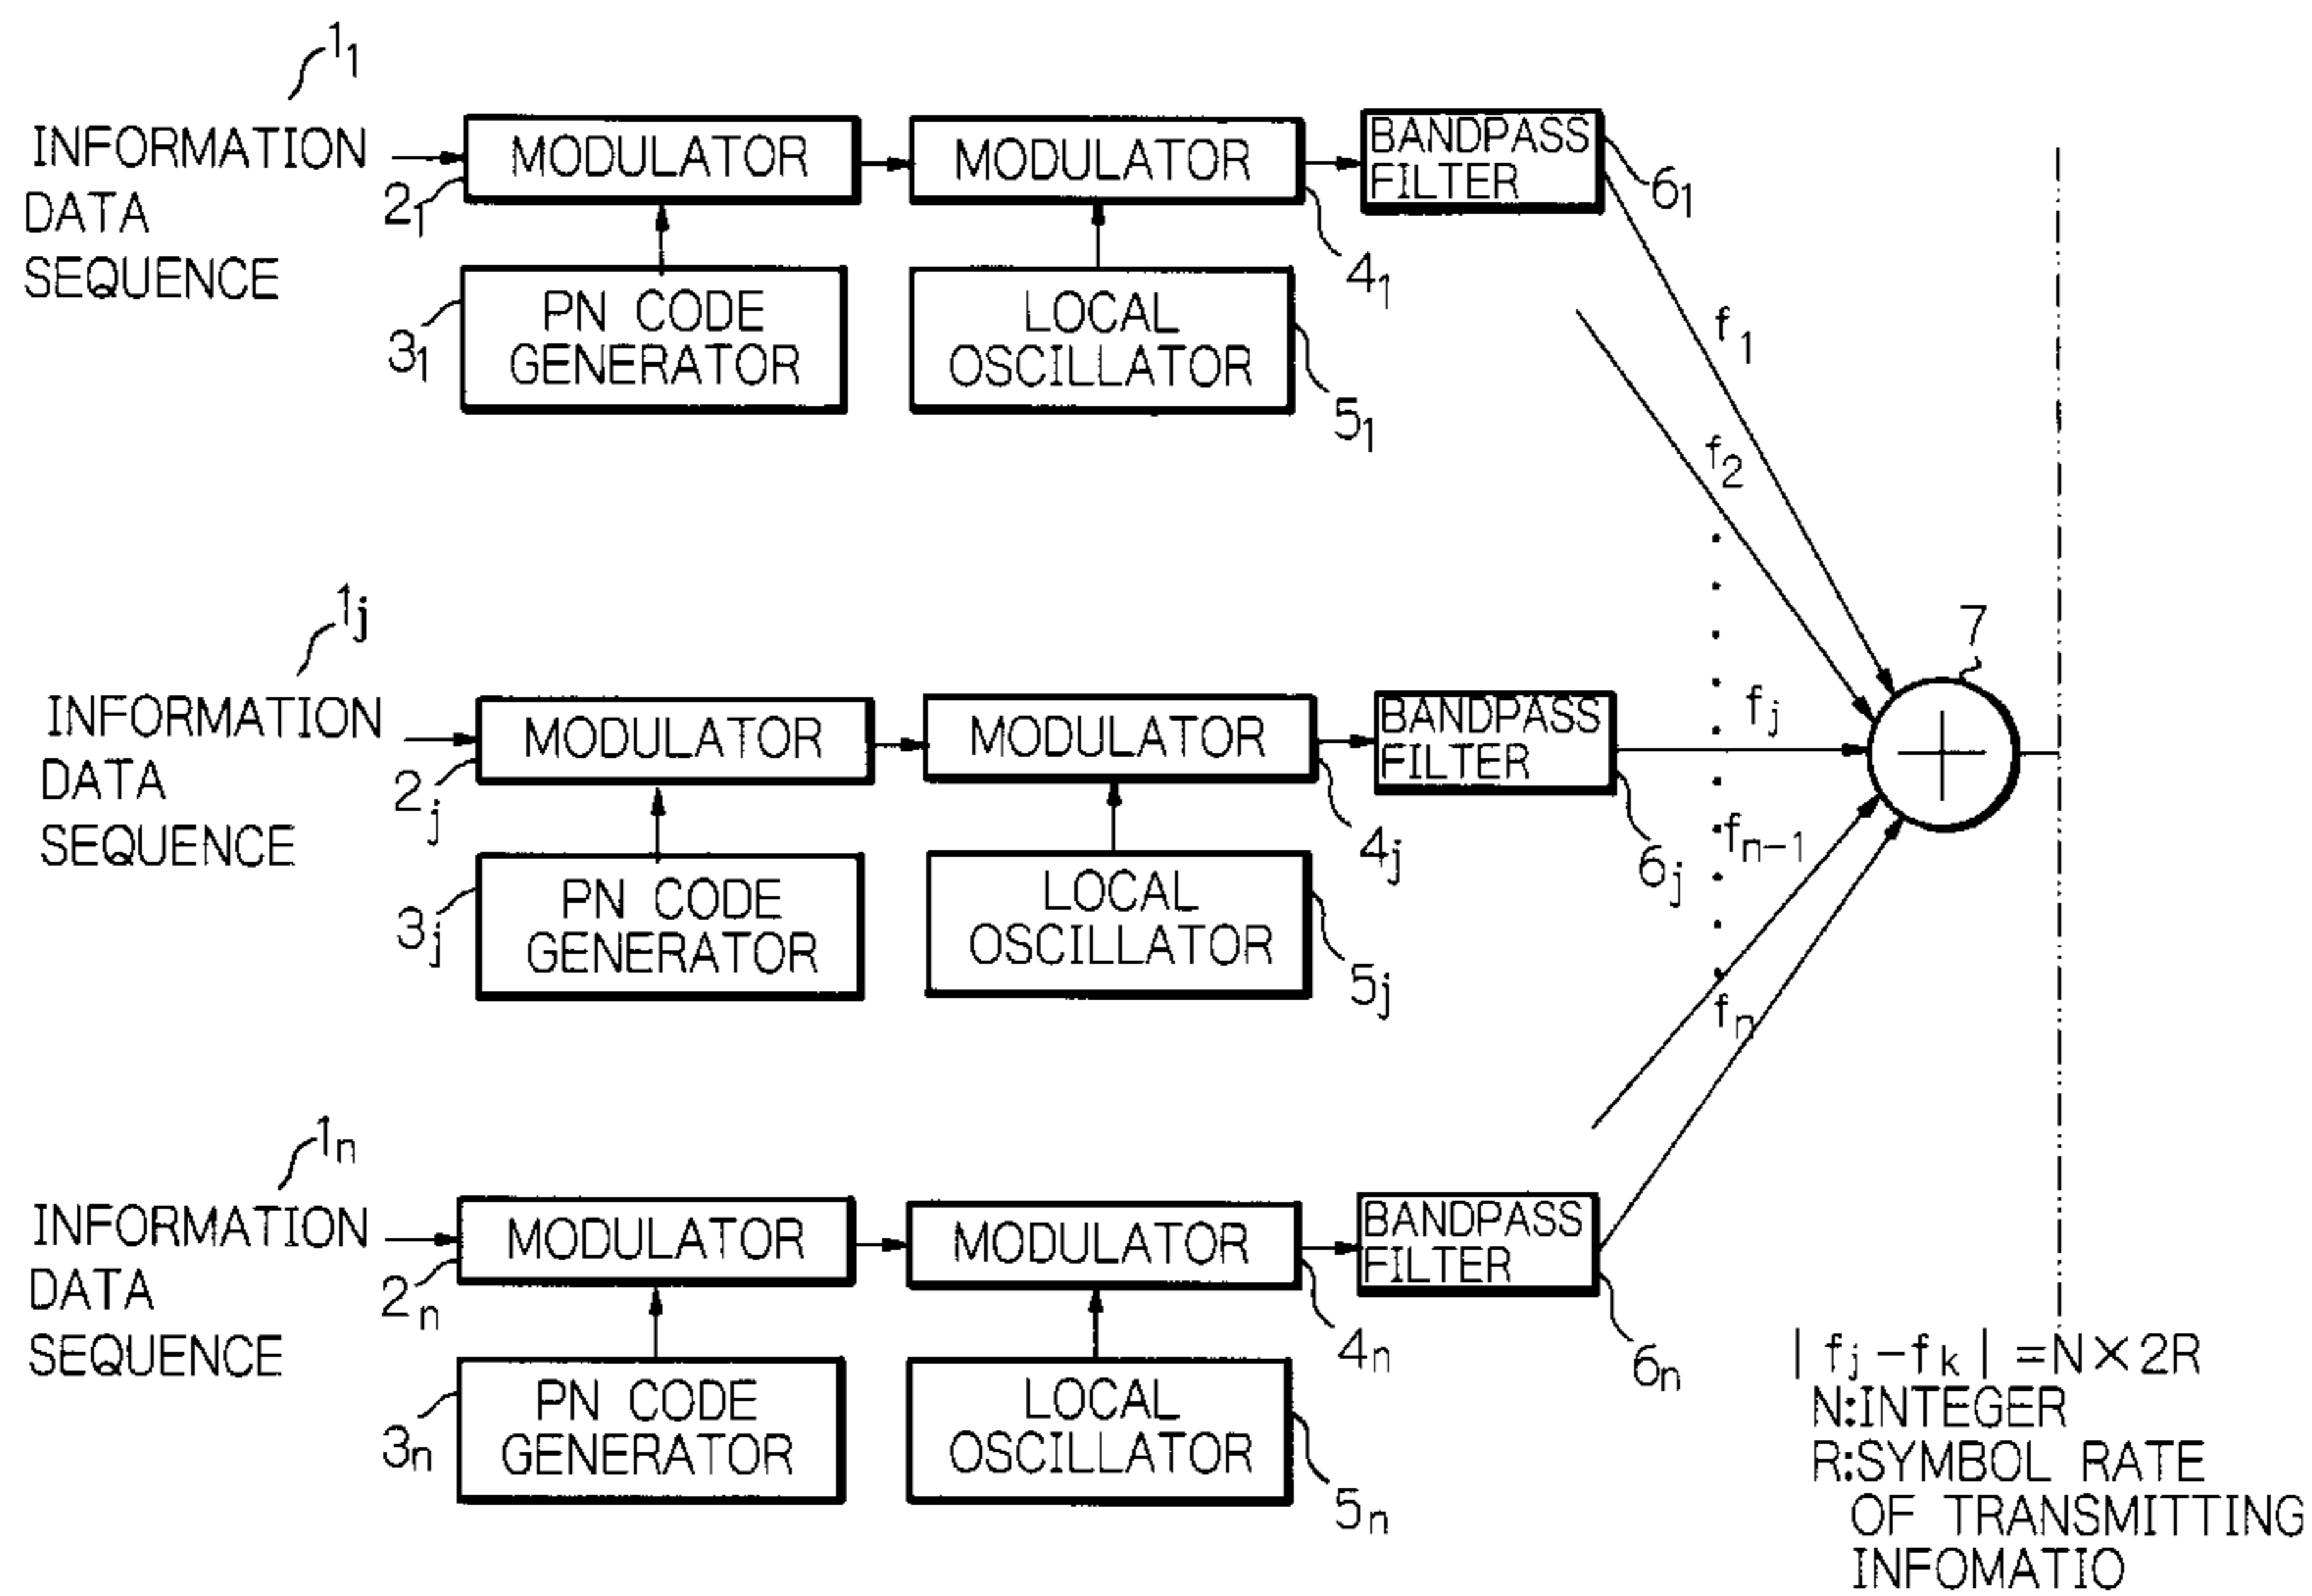 1₁
INFORMATION
DATA
SEQUENCE
2₁
MODULATOR
MODULATOR
BANDPASS
FILTER
6₁
4₁
3₁
PN CODE
GENERATOR
LOCAL
OSCILLATOR
5₁
f₁
f₂
1j
INFORMATION
DATA
SEQUENCE
2j
MODULATOR
MODULATOR
BANDPASS
FILTER
fj
7
4j
6j
fn-1
3j
PN CODE
GENERATOR
LOCAL
OSCILLATOR
5j
fn
1n
INFORMATION
DATA
SEQUENCE
2n
MODULATOR
MODULATOR
BANDPASS
FILTER
4n
6n
3n
PN CODE
GENERATOR
LOCAL
OSCILLATOR
5n
| fj -fk | =N×2R
N:INTEGER
R:SYMBOL RATE
OF TRANSMITTING
INFOMATIO